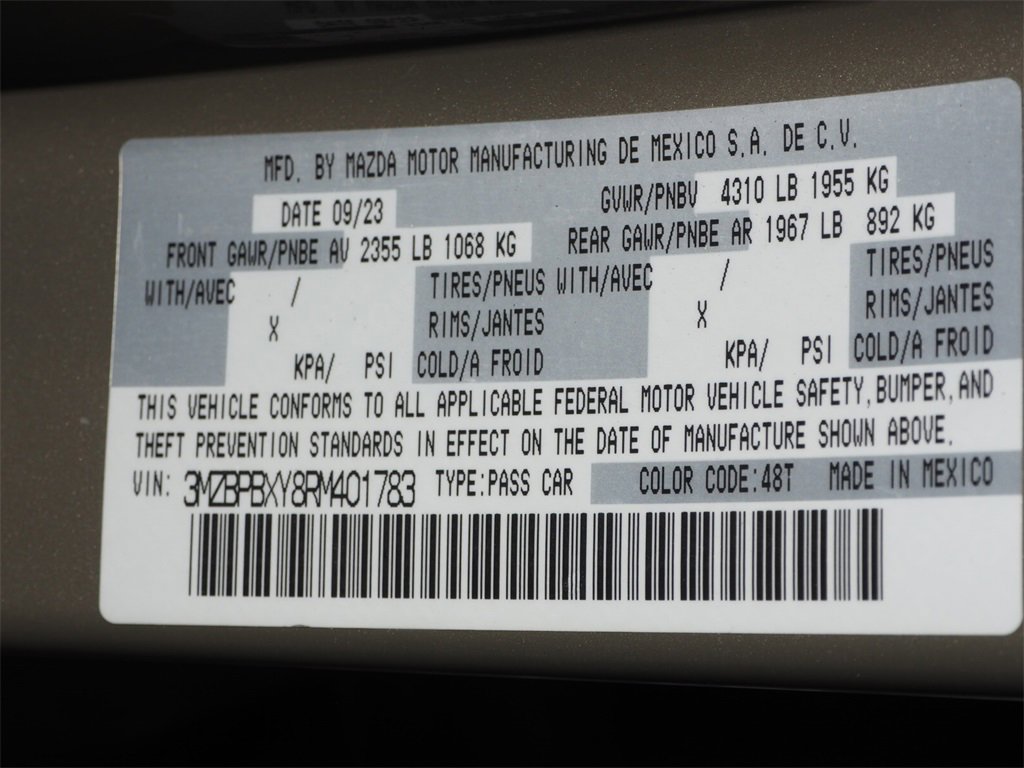 MFD. BY MAZDA MOTOR MANUFACTURING DE MEXICO S.A. DE C.V.
DATE 09/23 GVWR/PNBV 4310 LB 1955 KG
FRONT GAWR/PNBE AV 2355 LB 1068 KG REAR GAWR/PNBE AR 1967 LB 892 KG
WITH/AVEC / TIRES/PNEUS WITH/AVEC / TIRES/PNEUS
X RIMS/JANTES X RIMS/JANTES
KPA/ PSI COLD/A FROID KPA/ PSI COLD/A FROID
THIS VEHICLE CONFORMS TO ALL APPLICABLE FEDERAL MOTOR VEHICLE SAFETY, BUMPER, AND
THEFT PREVENTION STANDARDS IN EFFECT ON THE DATE OF MANUFACTURE SHOWN ABOVE.
VIN: 3MZBPBXY8RM401783 TYPE:PASS CAR COLOR CODE:48T MADE IN MEXICO